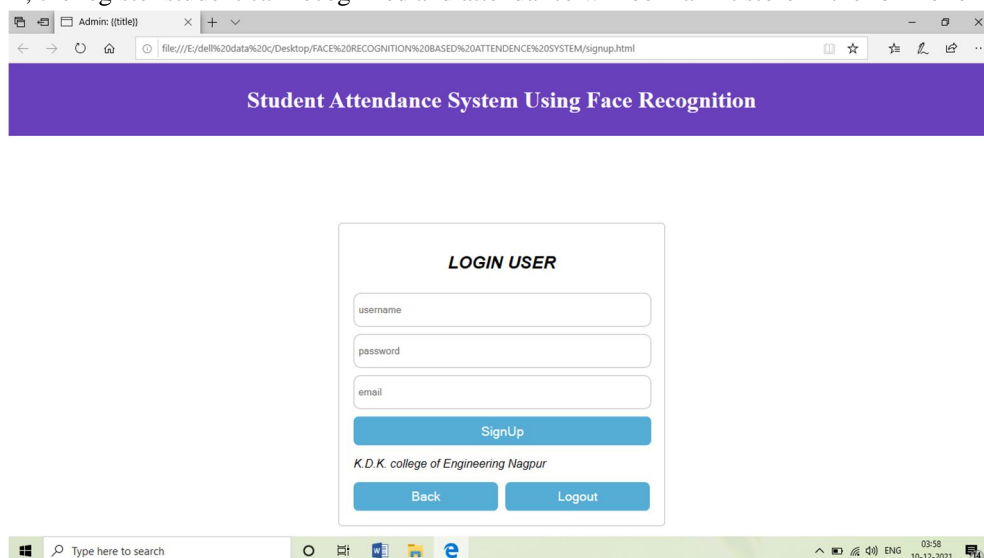 Admin: {{title}}
file:///E:/dell%20data%20c/Desktop/FACE%20RECOGNITION%20BASED%20ATTENDENCE%20SYSTEM/signup.html
Student Attendance System Using Face Recognition
LOGIN USER
username
password
email
SignUp
K.D.K. college of Engineering Nagpur
Back Logout
Type here to search
ENG
03:58
10-12-2021